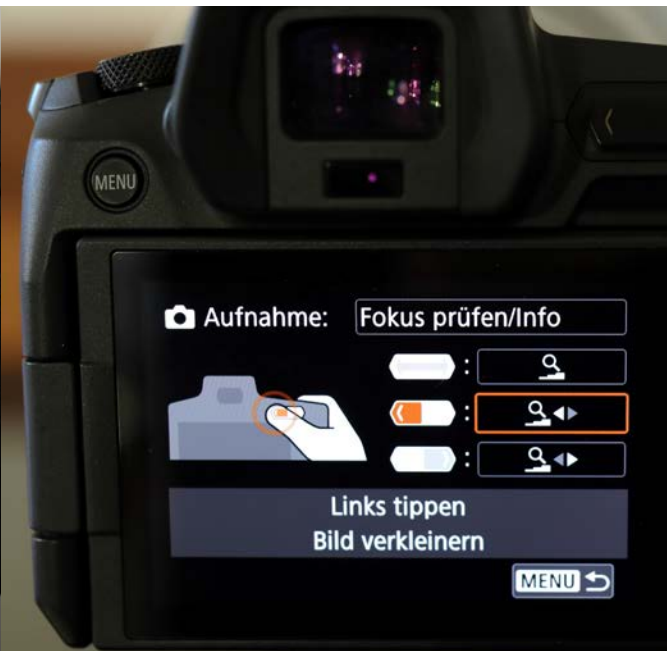 MENU
Aufnahme: Fokus prüfen/Info
:
:
:
Links tippen
Bild verkleinern
MENU